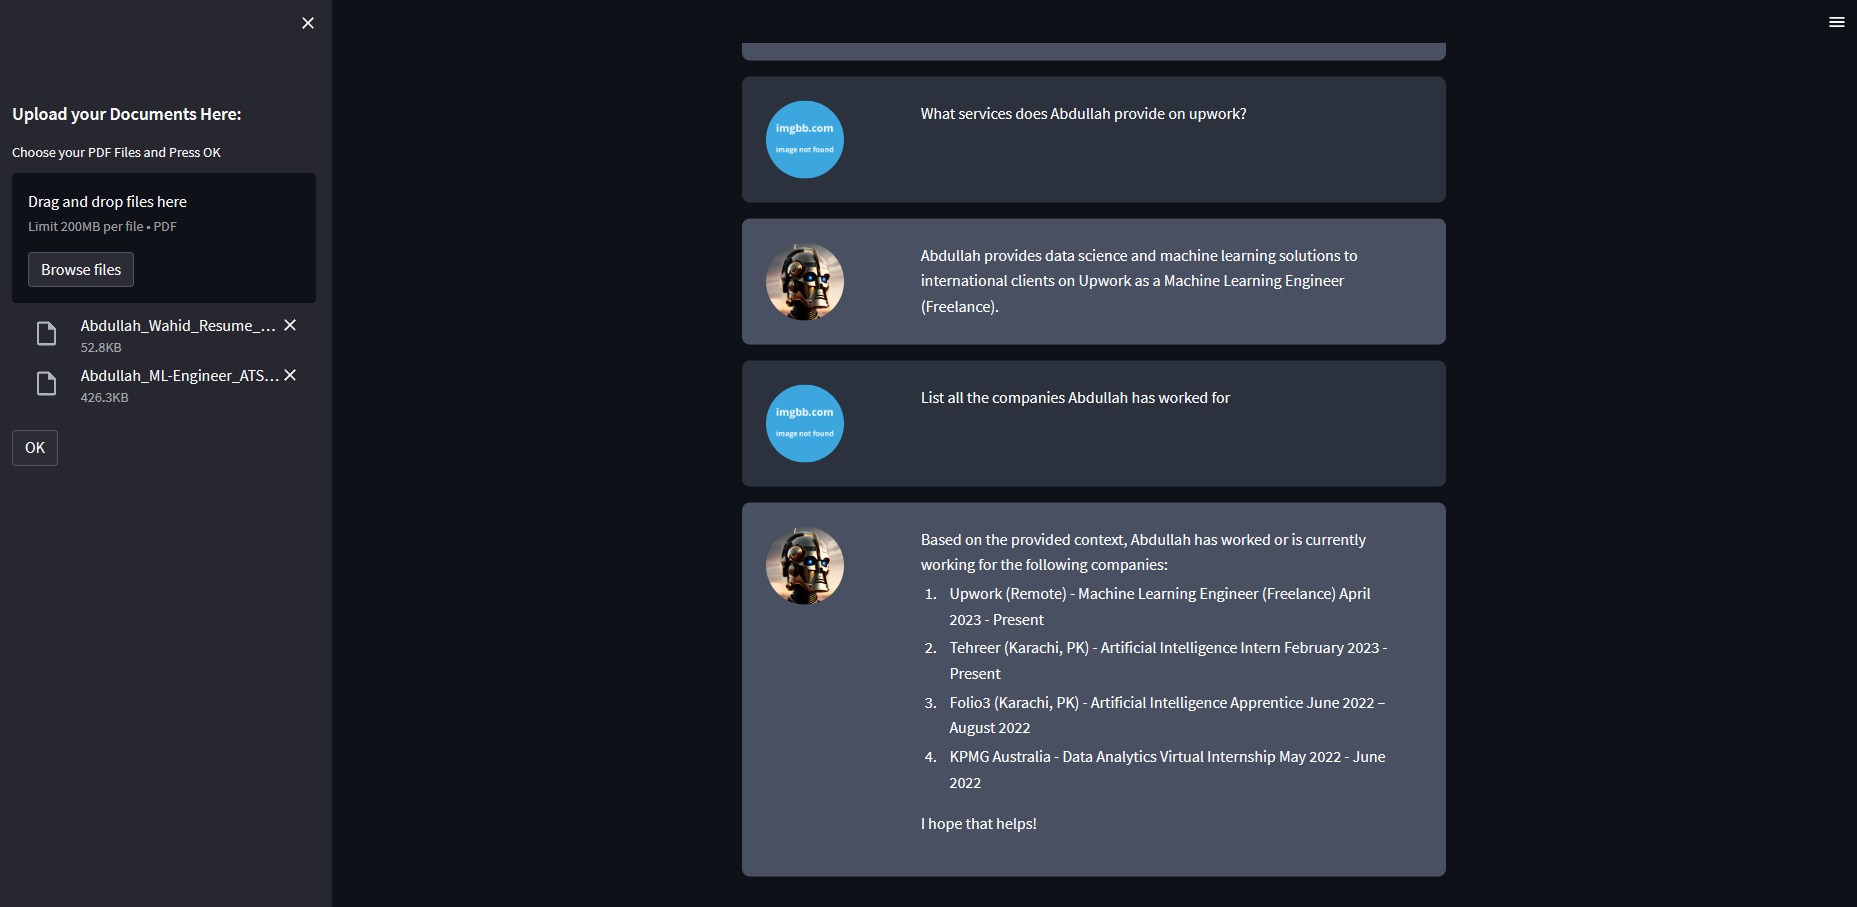 Upload your Documents Here:
Choose your PDF Files and Press OK
Drag and drop files here
Limit 200MB per file • PDF
Browse files
Abdullah_Wahid_Resume_...
52.8KB
Abdullah_ML-Engineer_ATS...
426.3KB
OK
imgbb.com
image not found
What services does Abdullah provide on upwork?
Abdullah provides data science and machine learning solutions to
international clients on Upwork as a Machine Learning Engineer
(Freelance).
imgbb.com
image not found
List all the companies Abdullah has worked for
Based on the provided context, Abdullah has worked or is currently
working for the following companies:
1. Upwork (Remote) - Machine Learning Engineer (Freelance) April
2023 - Present
2. Tehreer (Karachi, PK) - Artificial Intelligence Intern February 2023 -
Present
3. Folio3 (Karachi, PK) - Artificial Intelligence Apprentice June 2022 –
August 2022
4. KPMG Australia - Data Analytics Virtual Internship May 2022 - June
2022
I hope that helps!